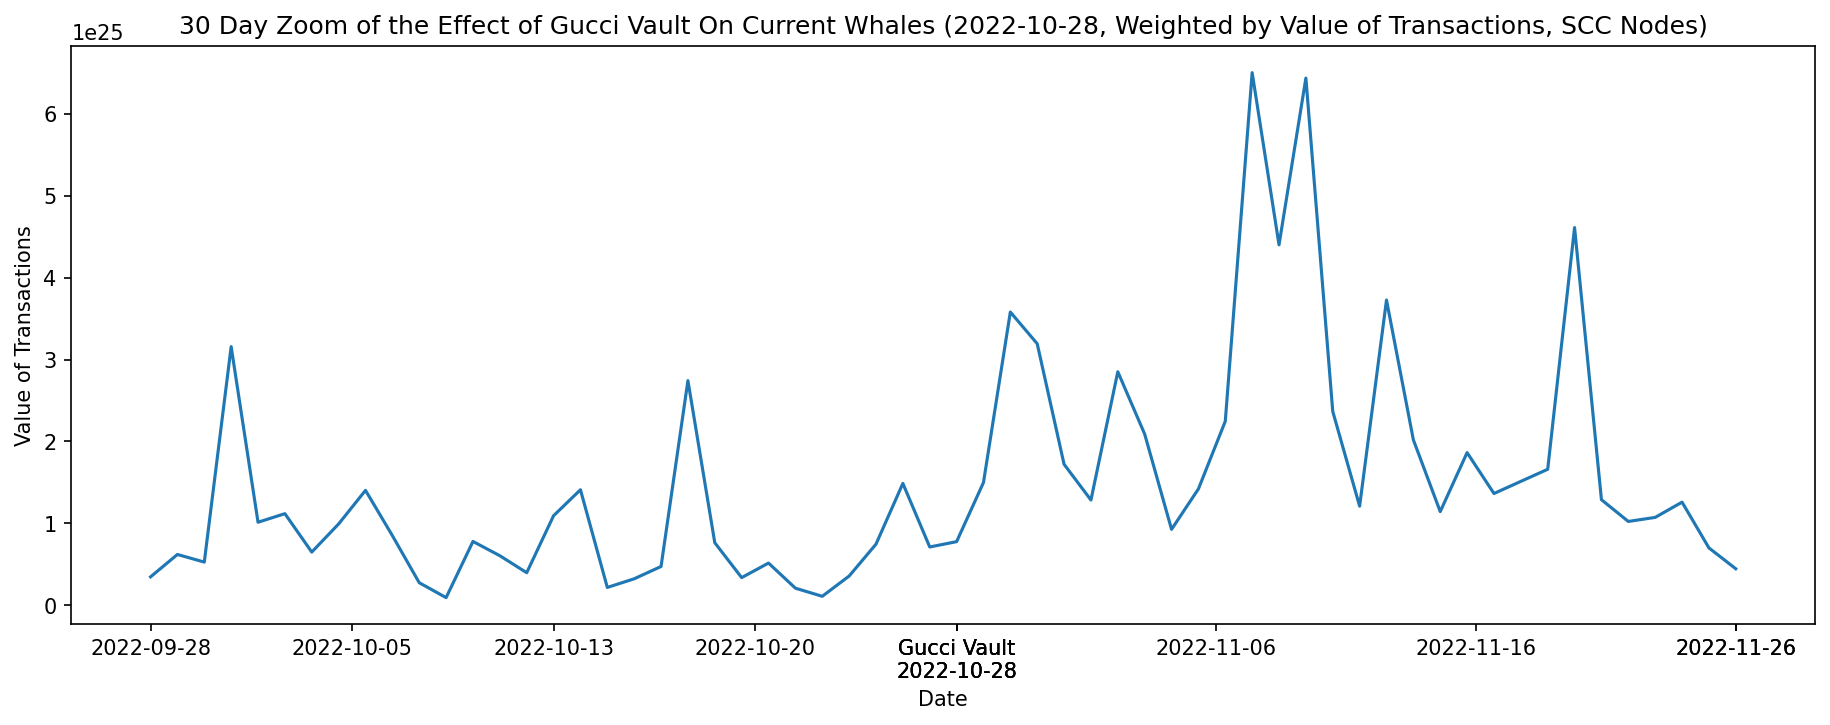 30 Day Zoom of the Effect of Gucci Vault On Current Whales (2022-10-28, Weighted by Value of Transactions, SCC Nodes)
1e25
6
5
4
3
2
1
0
Value of Transactions
2022-09-28 2022-10-05 2022-10-13 2022-10-20 Gucci Vault 2022-11-06 2022-11-16 2022-11-26
2022-10-28
Date